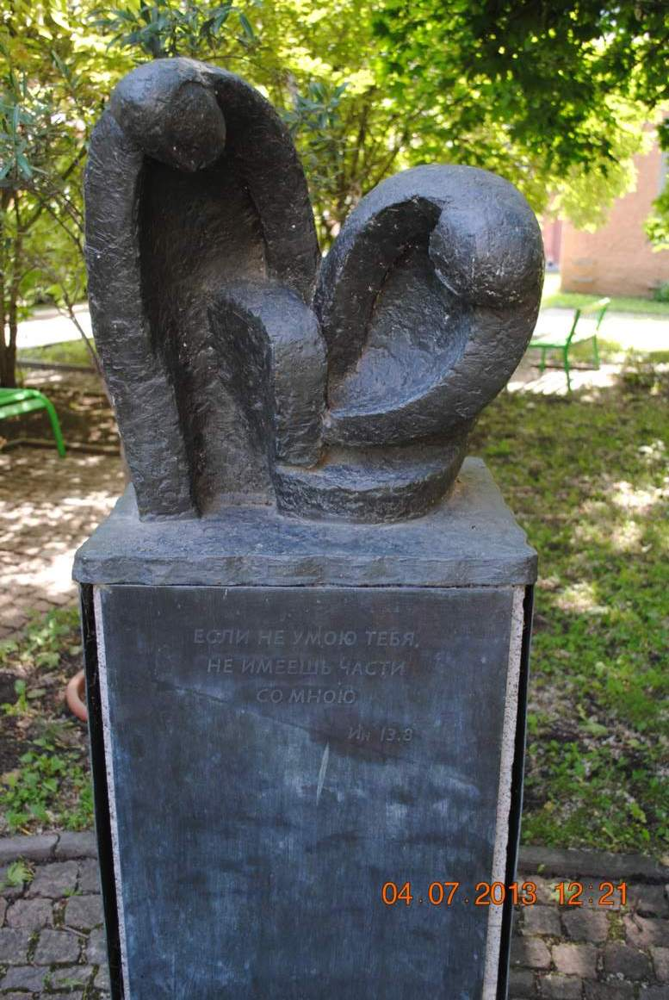 ЕСЛИ НЕ УМОЮ ТЕБЯ,
НЕ ИМЕЕШЬ ЧАСТИ
СО МНОЮ
Ин 13.8
04.07.2013 12:21